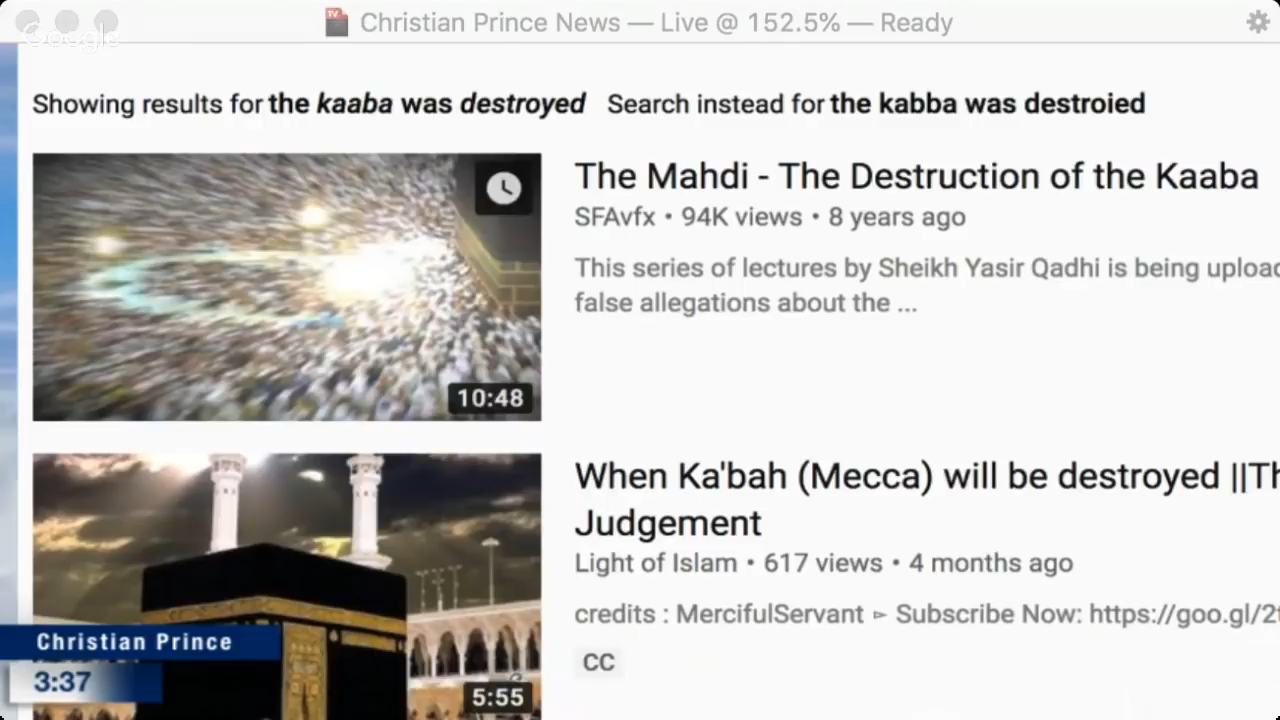 Christian Prince News — Live @ 152.5% — Ready
Google
Showing results for the kaaba was destroyed Search instead for the kabba was destroied
The Mahdi - The Destruction of the Kaaba
SFAvfx • 94K views • 8 years ago
This series of lectures by Sheikh Yasir Qadhi is being uploa
false allegations about the ...
10:48
When Ka'bah (Mecca) will be destroyed ||Th
Judgement
Light of Islam • 617 views • 4 months ago
credits : MercifulServant ▻ Subscribe Now: https://goo.gl/2
CC
5:55
Christian Prince
3:37